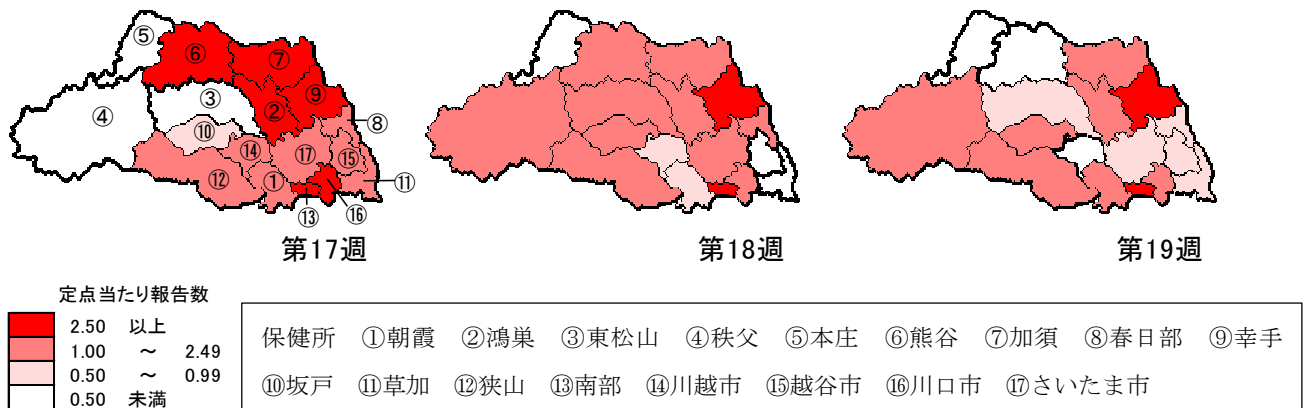 ⑤
⑥
⑦
④
③
②
⑨
⑩
⑧
⑭
⑰
⑮
⑫
①
⑪
⑬
⑯
第17週
第18週
第19週
定点当たり報告数
2.50 以上
1.00 ～ 2.49
0.50 ～ 0.99
0.50 未満
保健所 ①朝霞 ②鴻巣 ③東松山 ④秩父 ⑤本庄 ⑥熊谷 ⑦加須 ⑧春日部 ⑨幸手
⑩坂戸 ⑪草加 ⑫狭山 ⑬南部 ⑭川越市 ⑮越谷市 ⑯川口市 ⑰さいたま市